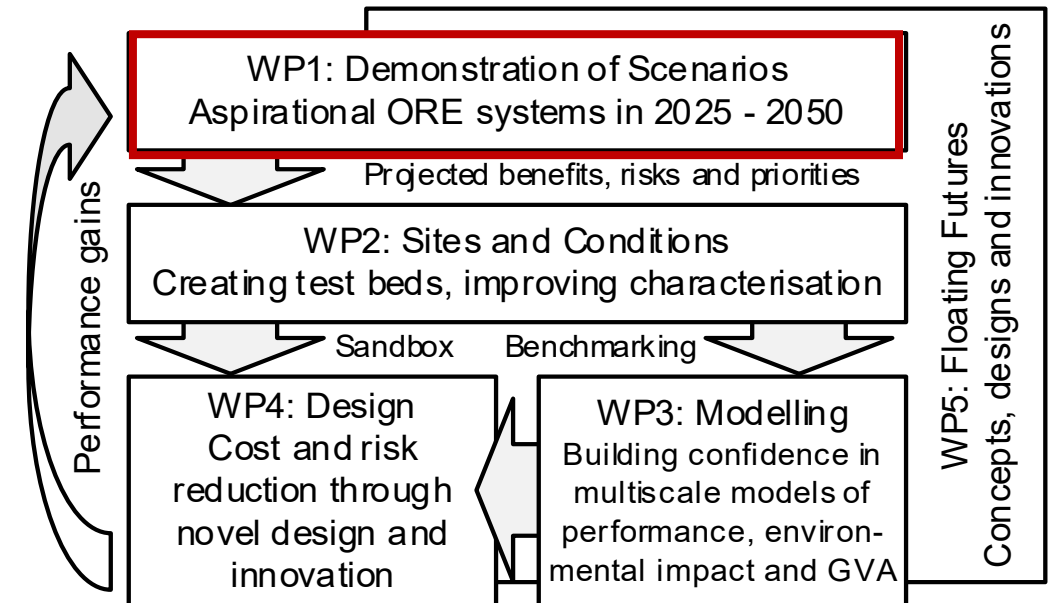 WP1: Demonstration of Scenarios
Aspirational ORE systems in 2025 - 2050
Projected benefits, risks and priorities
WP2: Sites and Conditions
Creating test beds, improving characterisation
Sandbox
Benchmarking
WP4: Design
Cost and risk
reduction through
novel design and
innovation
WP3: Modelling
Building confidence in
multiscale models of
performance, environ-
mental impact and GVA
Performance gains
WP5: Floating Futures
Concepts, designs and innovations